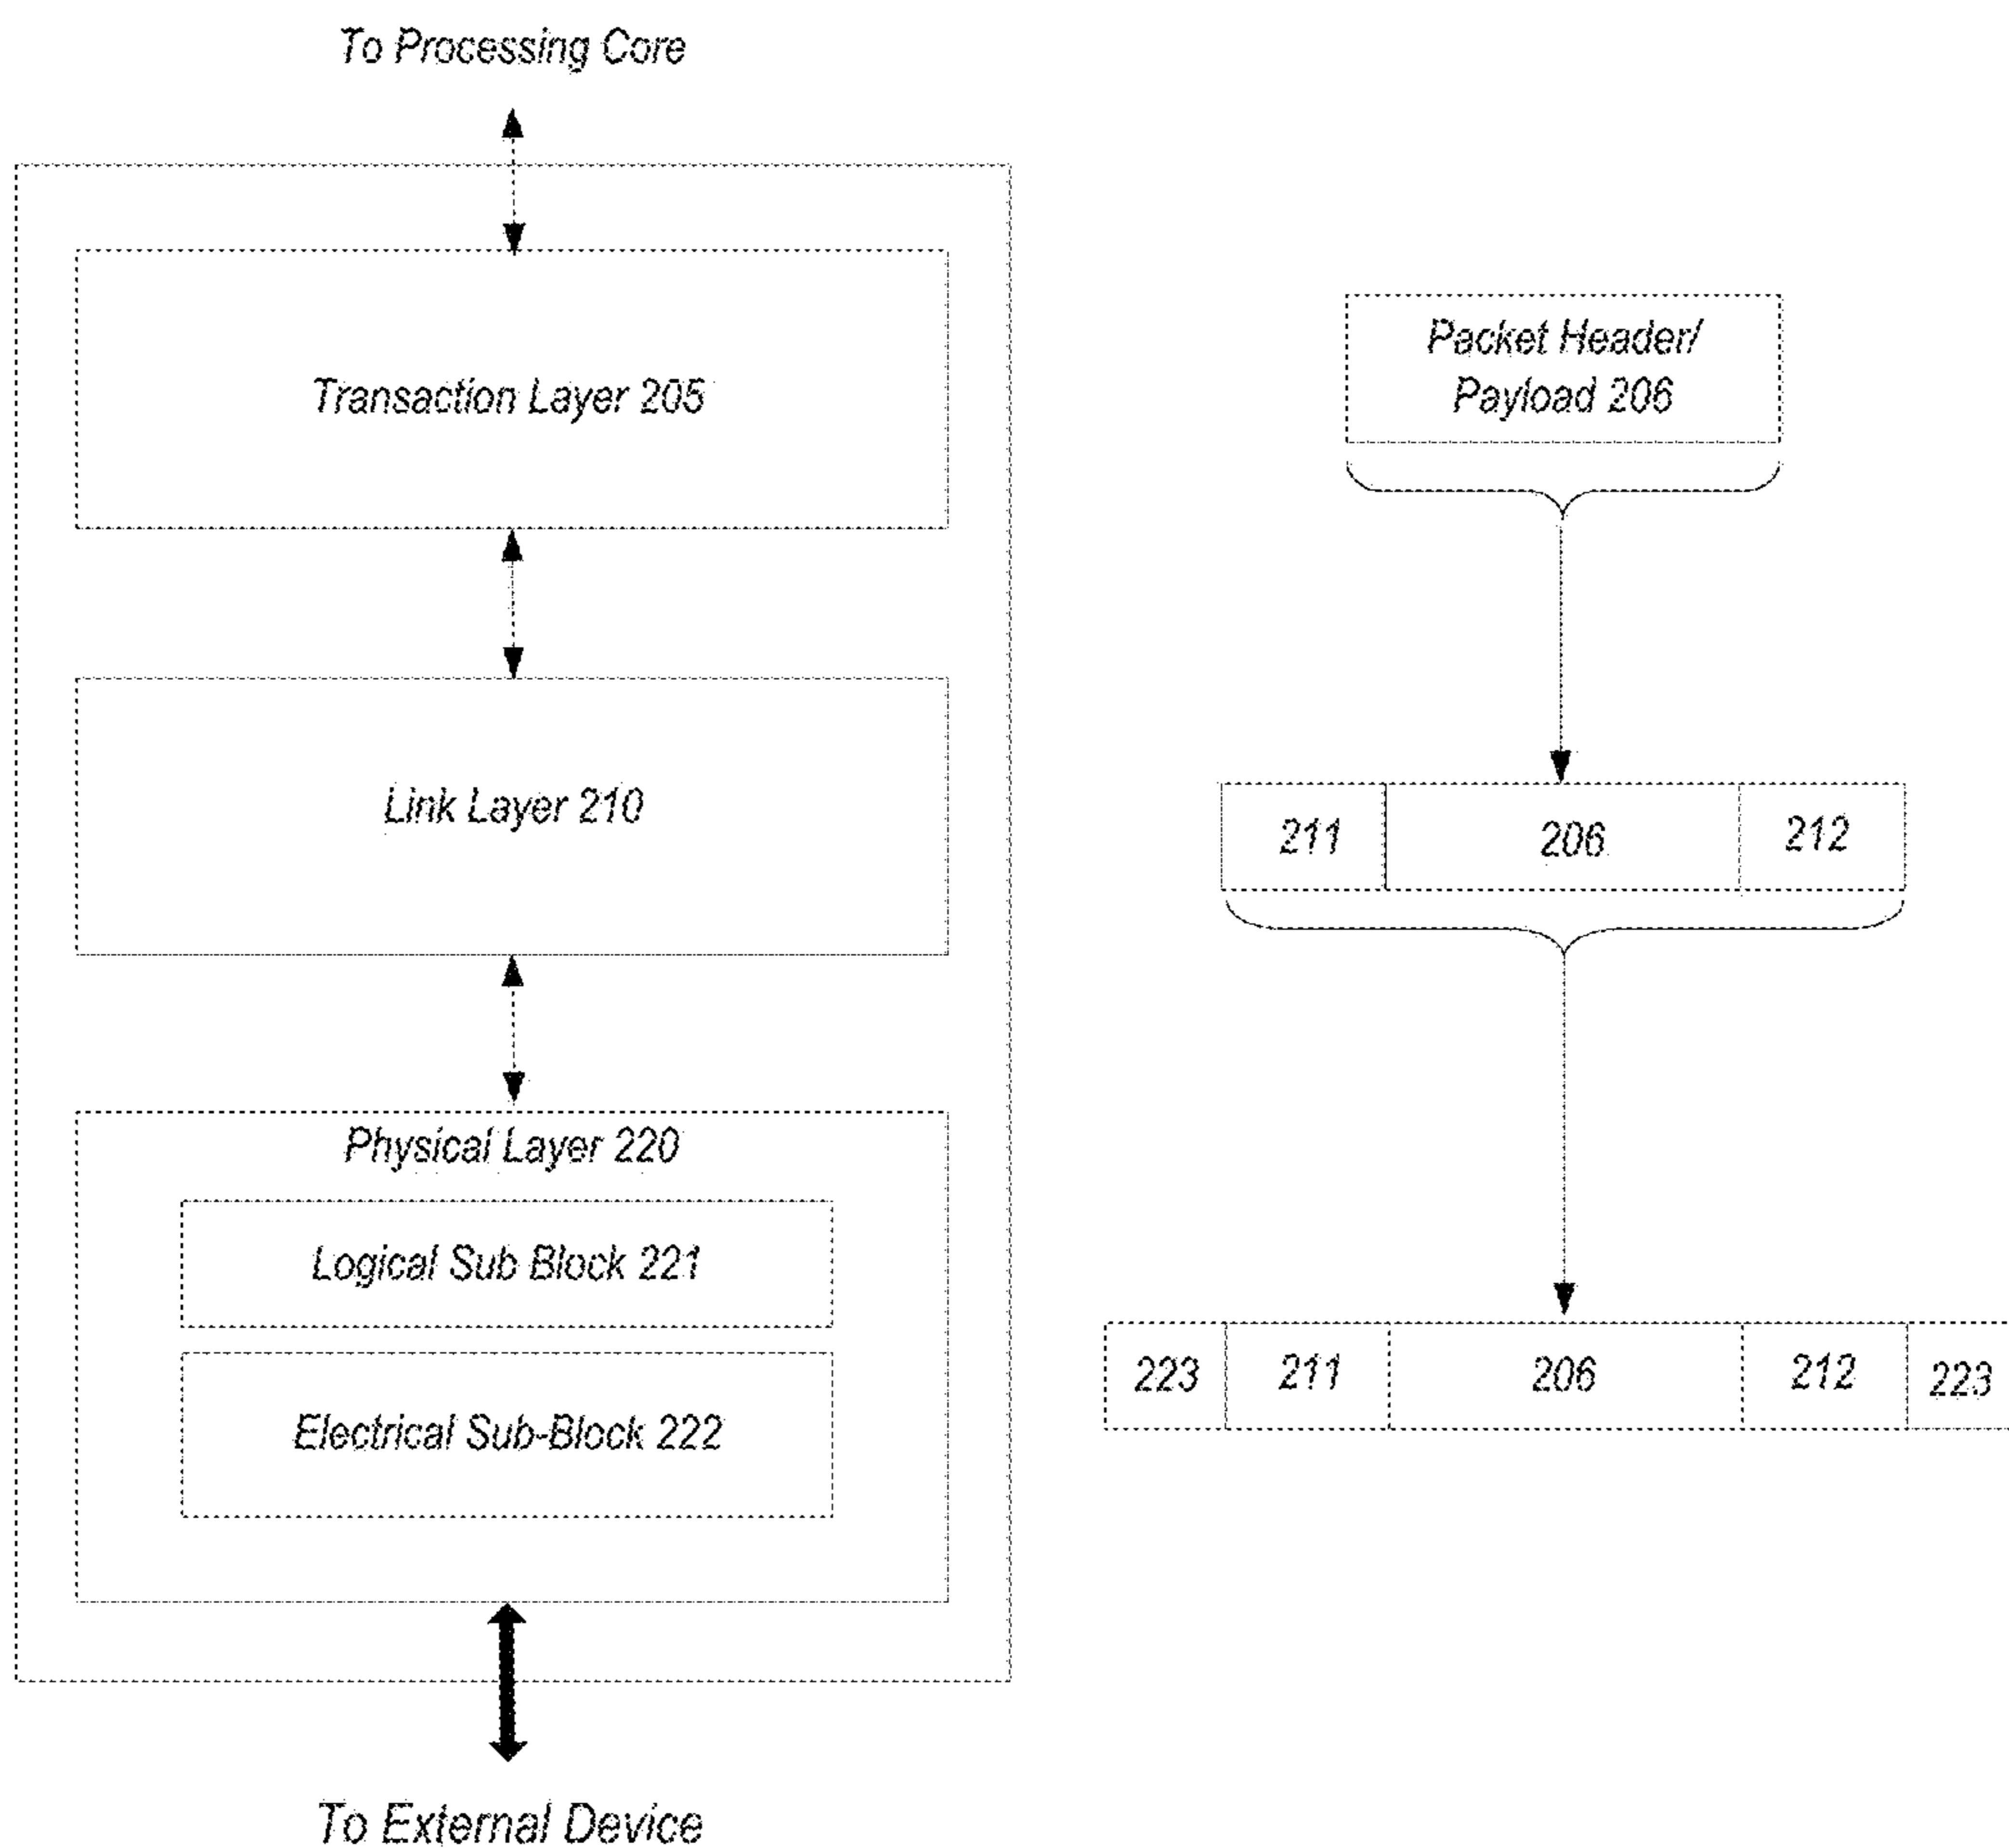 To Processing Core
Transaction Layer 205
Link Layer 210
Physical Layer 220
Logical Sub Block 221
Electrical Sub-Block 222
To External Device
Packet Header/
Payload 206
211 206 212
223 211 206 212 223